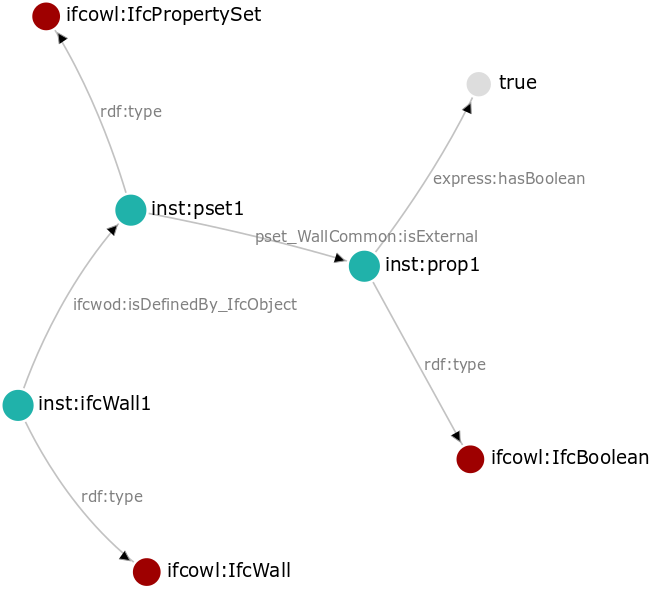 ifcowl:IfcPropertySet
true
rdf:type
express:hasBoolean
inst:pset1
pset_WallCommon:isExternal
inst:prop1
ifcwod:isDefinedBy_IfcObject
rdf:type
inst:ifcWall1
ifcowl:IfcBoolean
rdf:type
ifcowl:IfcWall